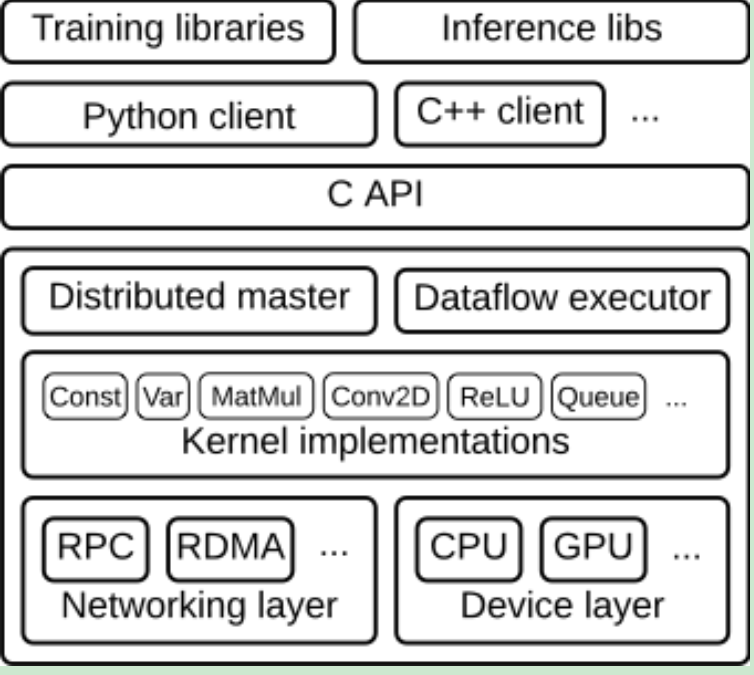 Training libraries Inference libs
Python client C++ client ...
C API
Distributed master Dataflow executor
Const Var MatMul Conv2D ReLU Queue ...
Kernel implementations
RPC RDMA ... CPU GPU ...
Networking layer Device layer